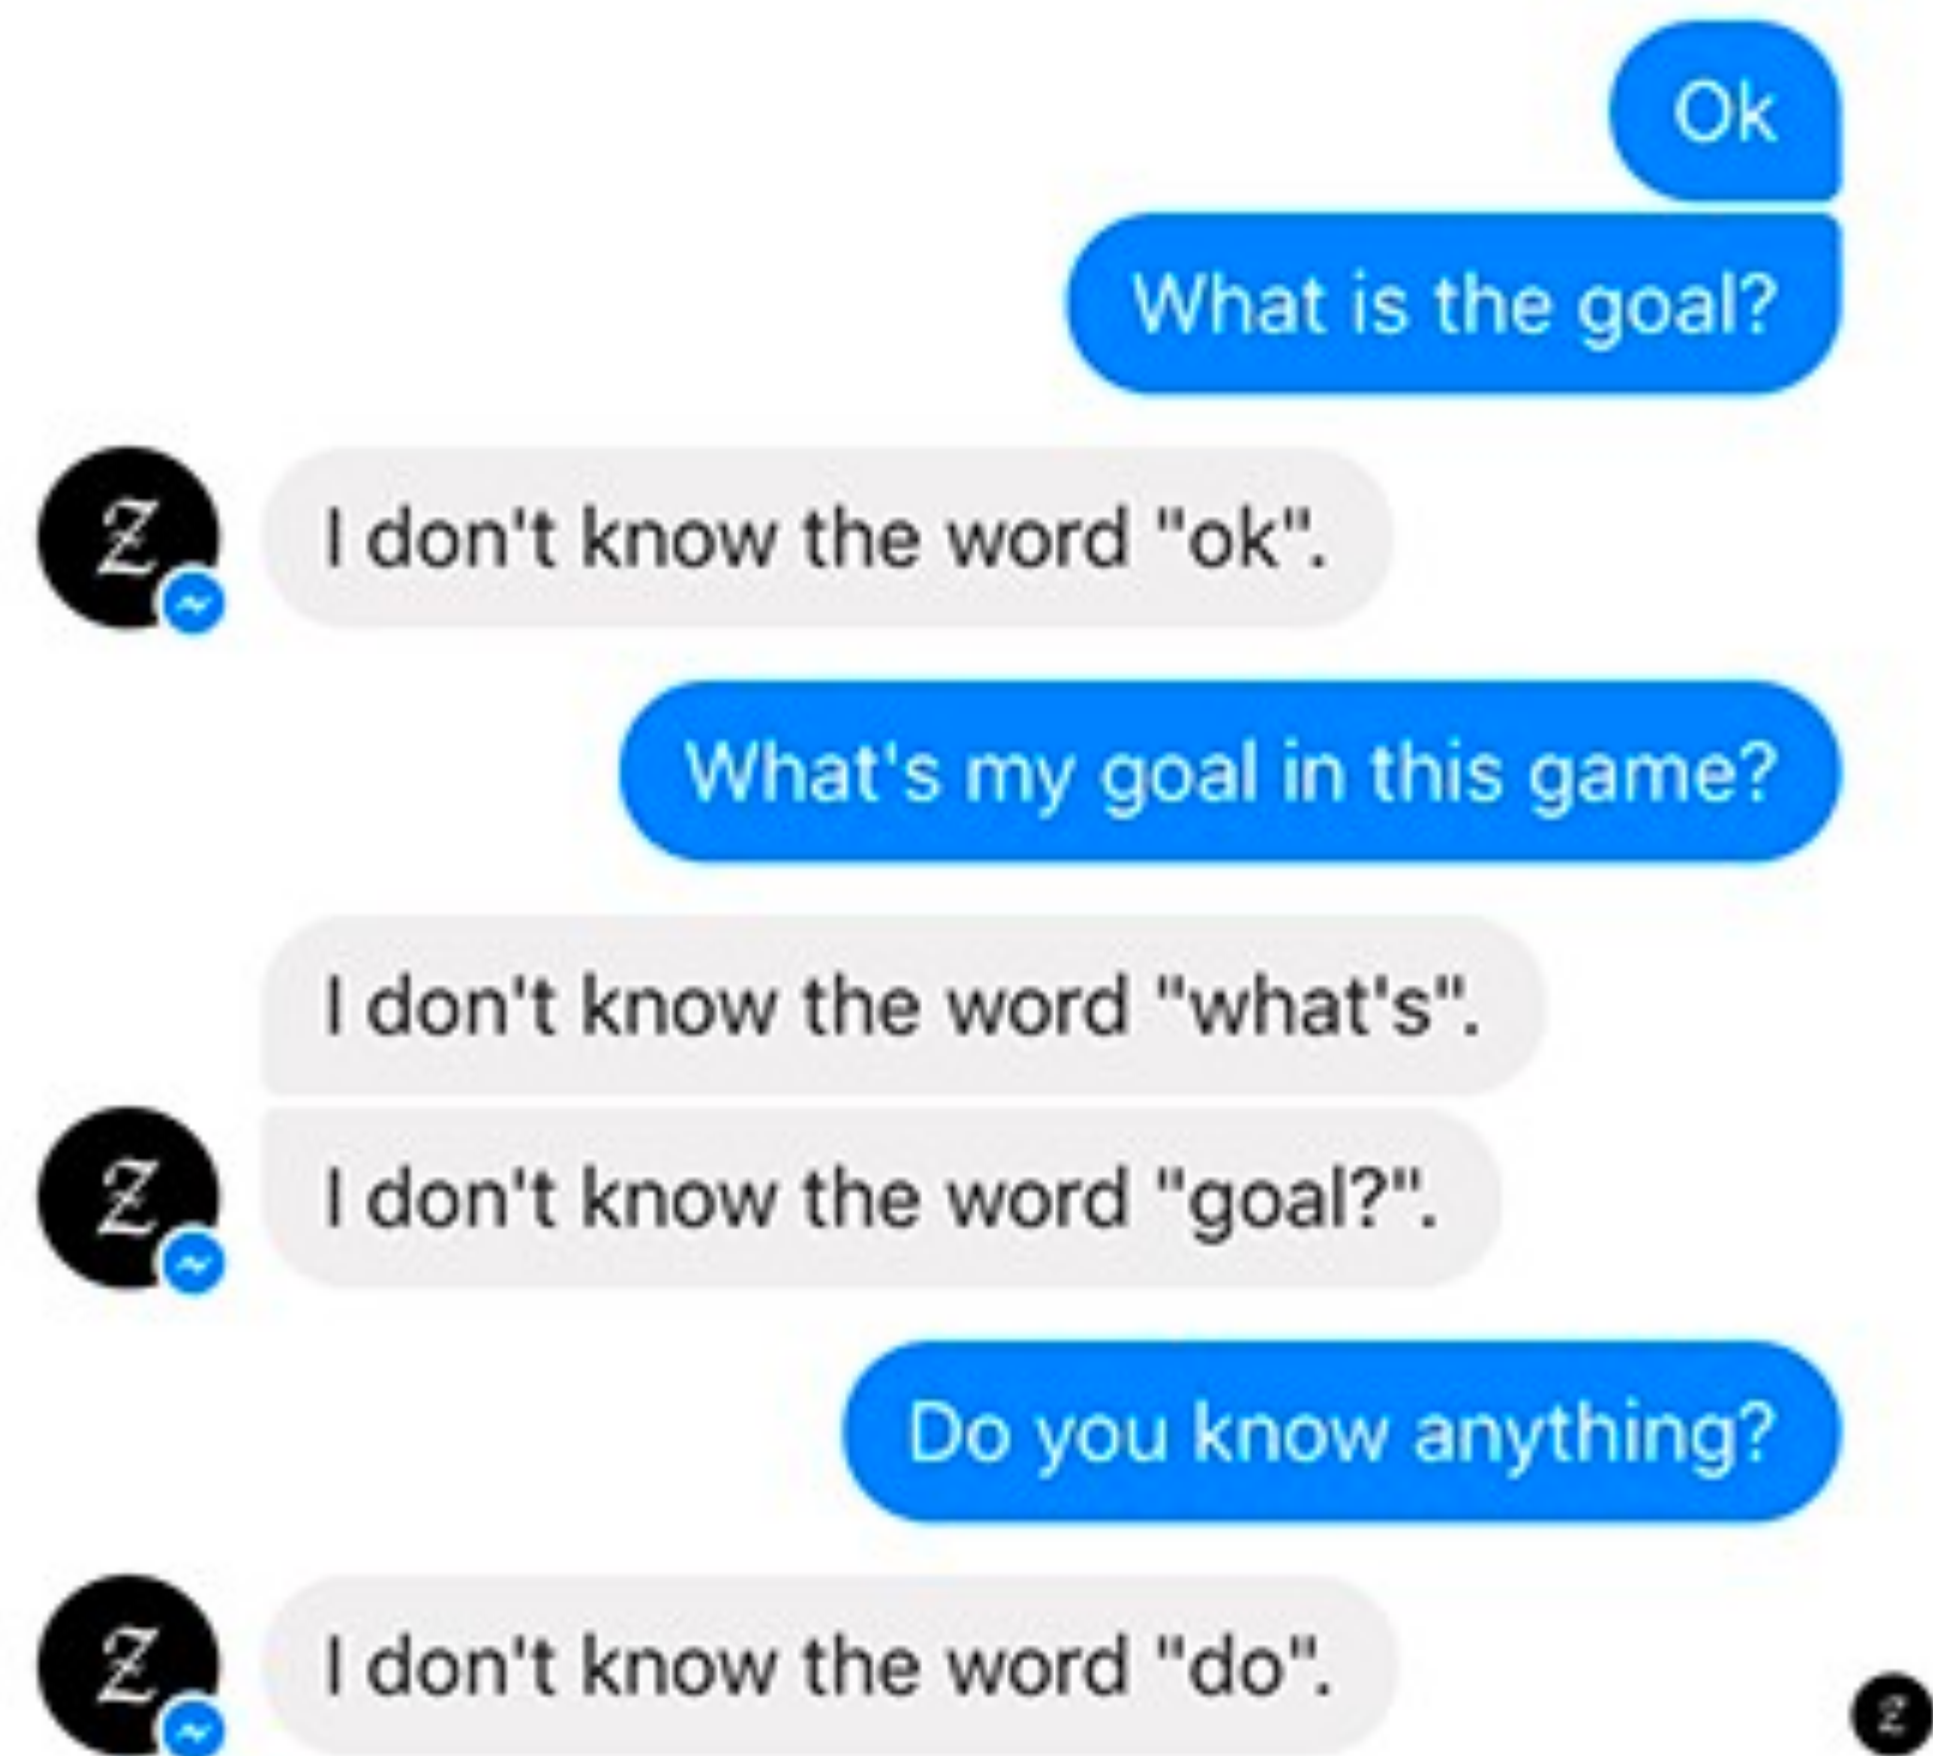 Ok
What is the goal?
Z
I don't know the word "ok".
What's my goal in this game?
I don't know the word "what's".
Z
I don't know the word "goal?".
Do you know anything?
Z
I don't know the word "do".
Z